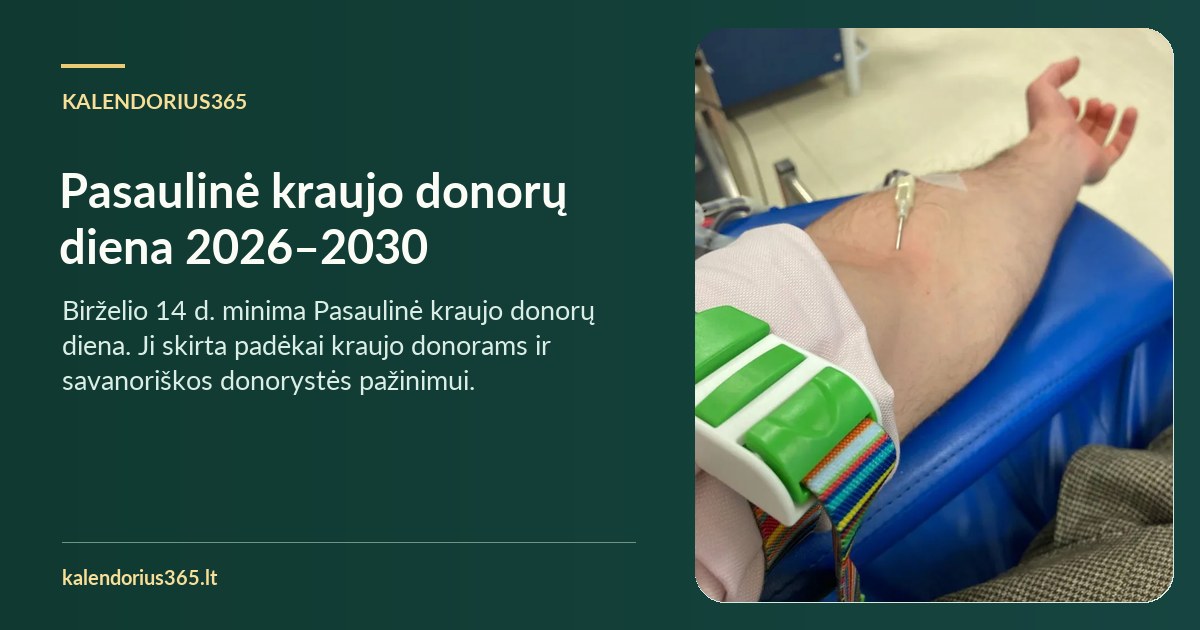 KALENDORIUS365
Pasaulinė kraujo donorų
diena 2026–2030
Birželio 14 d. minima Pasaulinė kraujo donorų
diena. Ji skirta padėkai kraujo donorams ir
savanoriškos donorystės pažinimui.
kalendorius365.lt